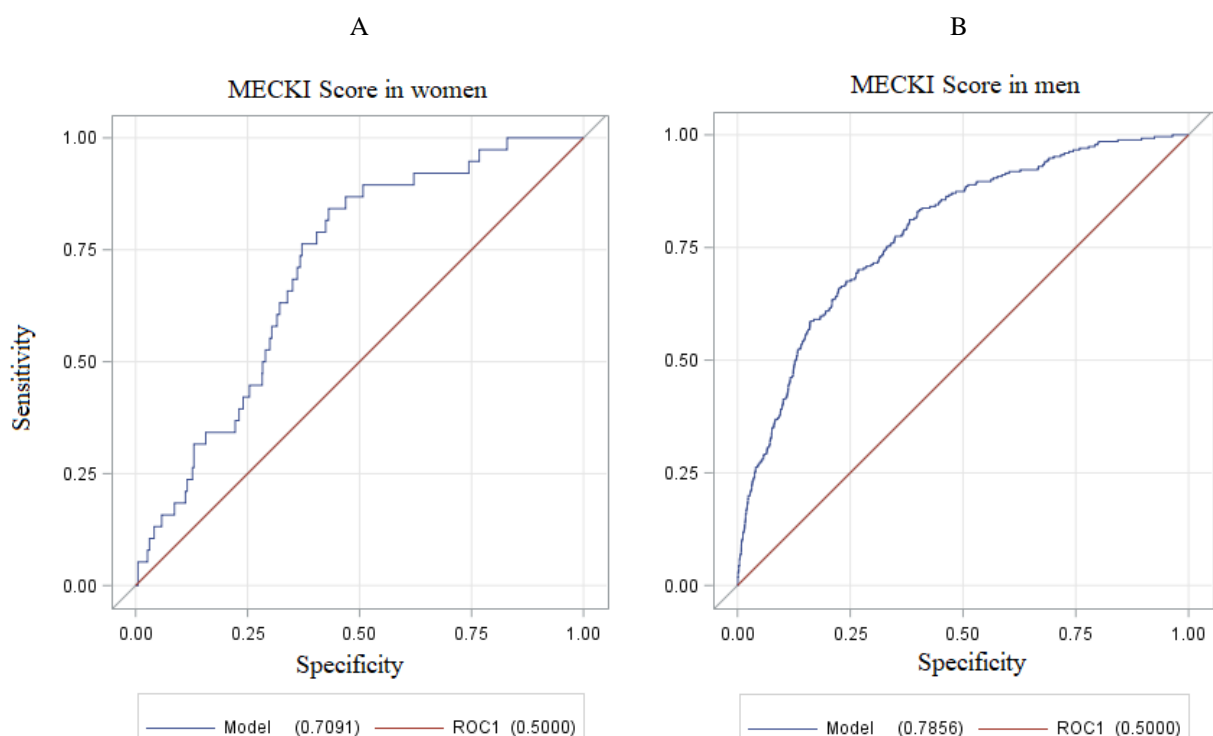 A
MECKI Score in women
1.00
0.75
0.50
0.25
0.00
Sensitivity
0.00 0.25 0.50 0.75 1.00
Specificity
Model (0.7091) ROC1 (0.5000)
B
MECKI Score in men
1.00
0.75
0.50
0.25
0.00
0.00 0.25 0.50 0.75 1.00
Specificity
Model (0.7856) ROC1 (0.5000)